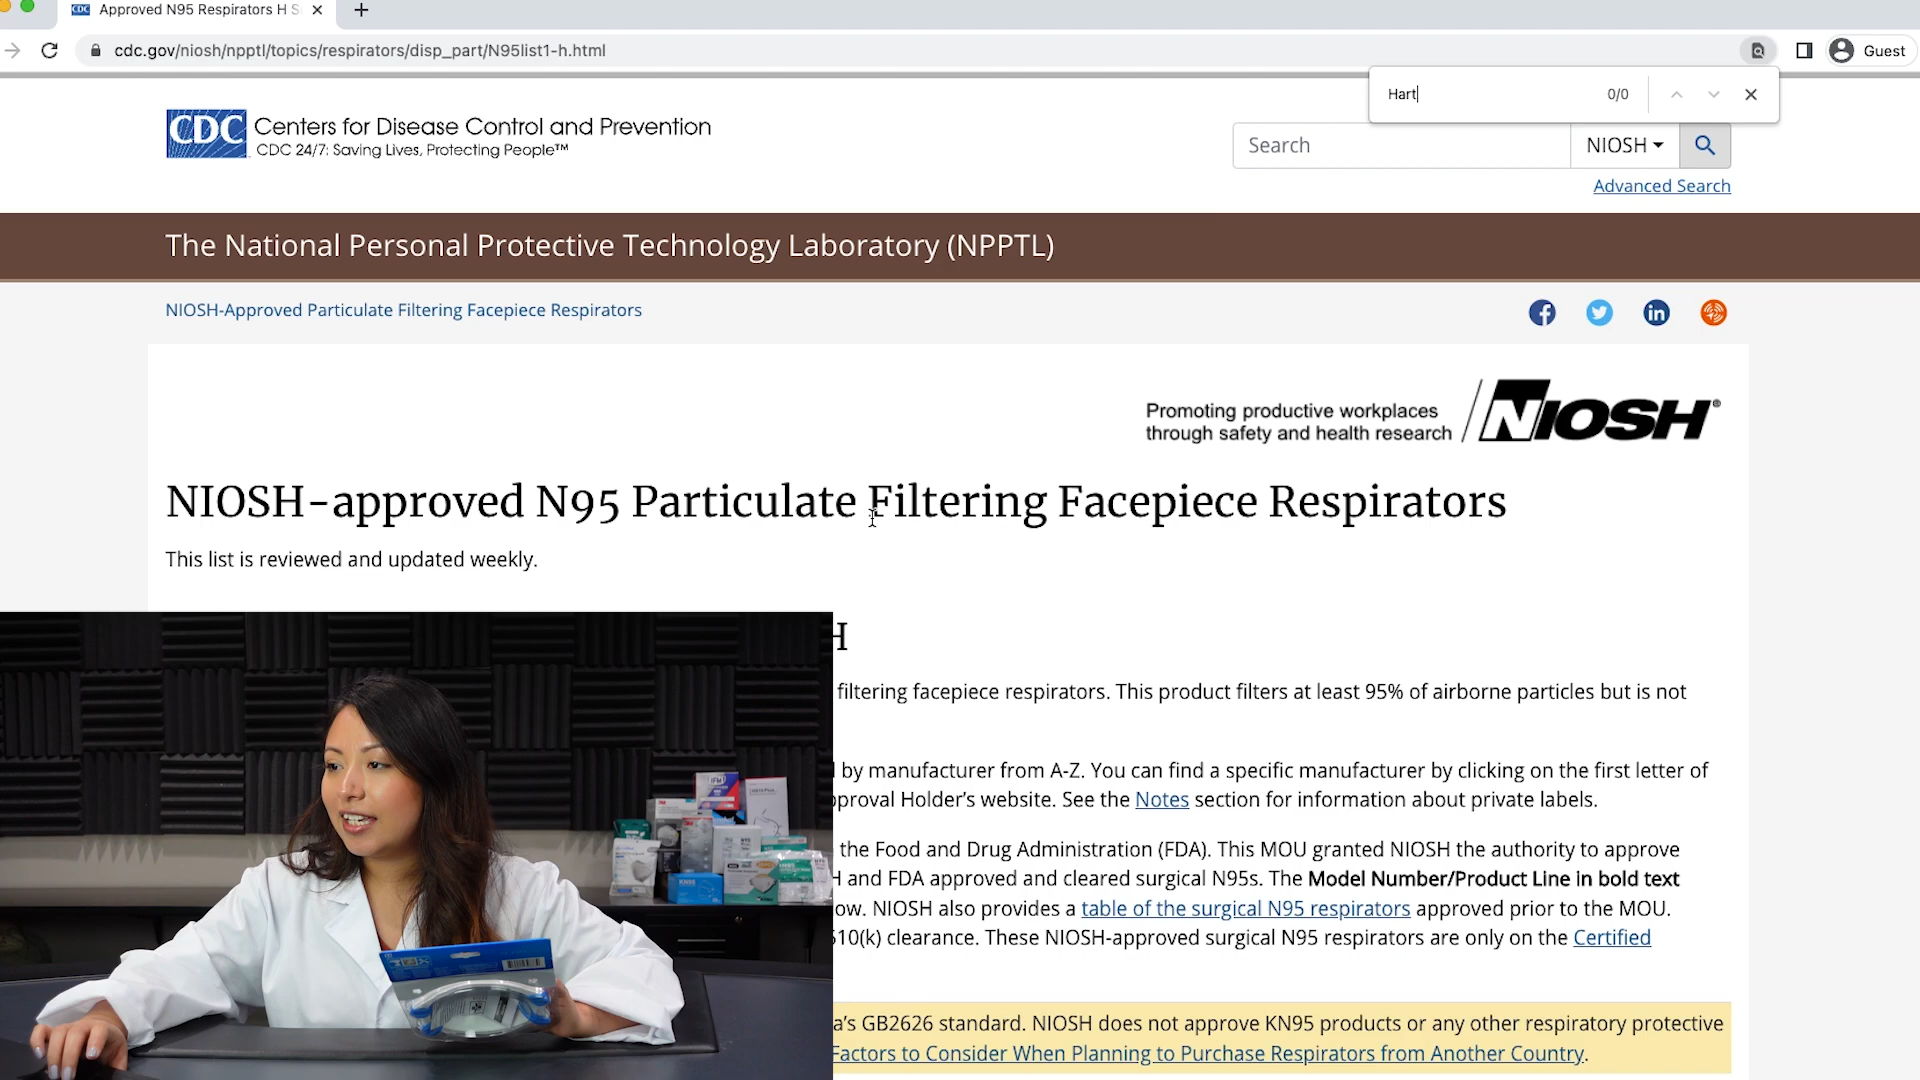 Approved N95 Respirators H S
cdc.gov/niosh/npptl/topics/respirators/disp_part/N95list1-h.html
Guest
Hart
0/0
CDC
Centers for Disease Control and Prevention
CDC 24/7: Saving Lives, Protecting People™
Search
NIOSH
Advanced Search
The National Personal Protective Technology Laboratory (NPPTL)
NIOSH-Approved Particulate Filtering Facepiece Respirators
Promoting productive workplaces
through safety and health research
NIOSH®
NIOSH-approved N95 Particulate Filtering Facepiece Respirators
This list is reviewed and updated weekly.
H
filtering facepiece respirators. This product filters at least 95% of airborne particles but is not
by manufacturer from A-Z. You can find a specific manufacturer by clicking on the first letter of
proval Holder's website. See the Notes section for information about private labels.
the Food and Drug Administration (FDA). This MOU granted NIOSH the authority to approve
H and FDA approved and cleared surgical N95s. The Model Number/Product Line in bold text
ow. NIOSH also provides a table of the surgical N95 respirators approved prior to the MOU.
510(k) clearance. These NIOSH-approved surgical N95 respirators are only on the Certified
a's GB2626 standard. NIOSH does not approve KN95 products or any other respiratory protective
Factors to Consider When Planning to Purchase Respirators from Another Country.